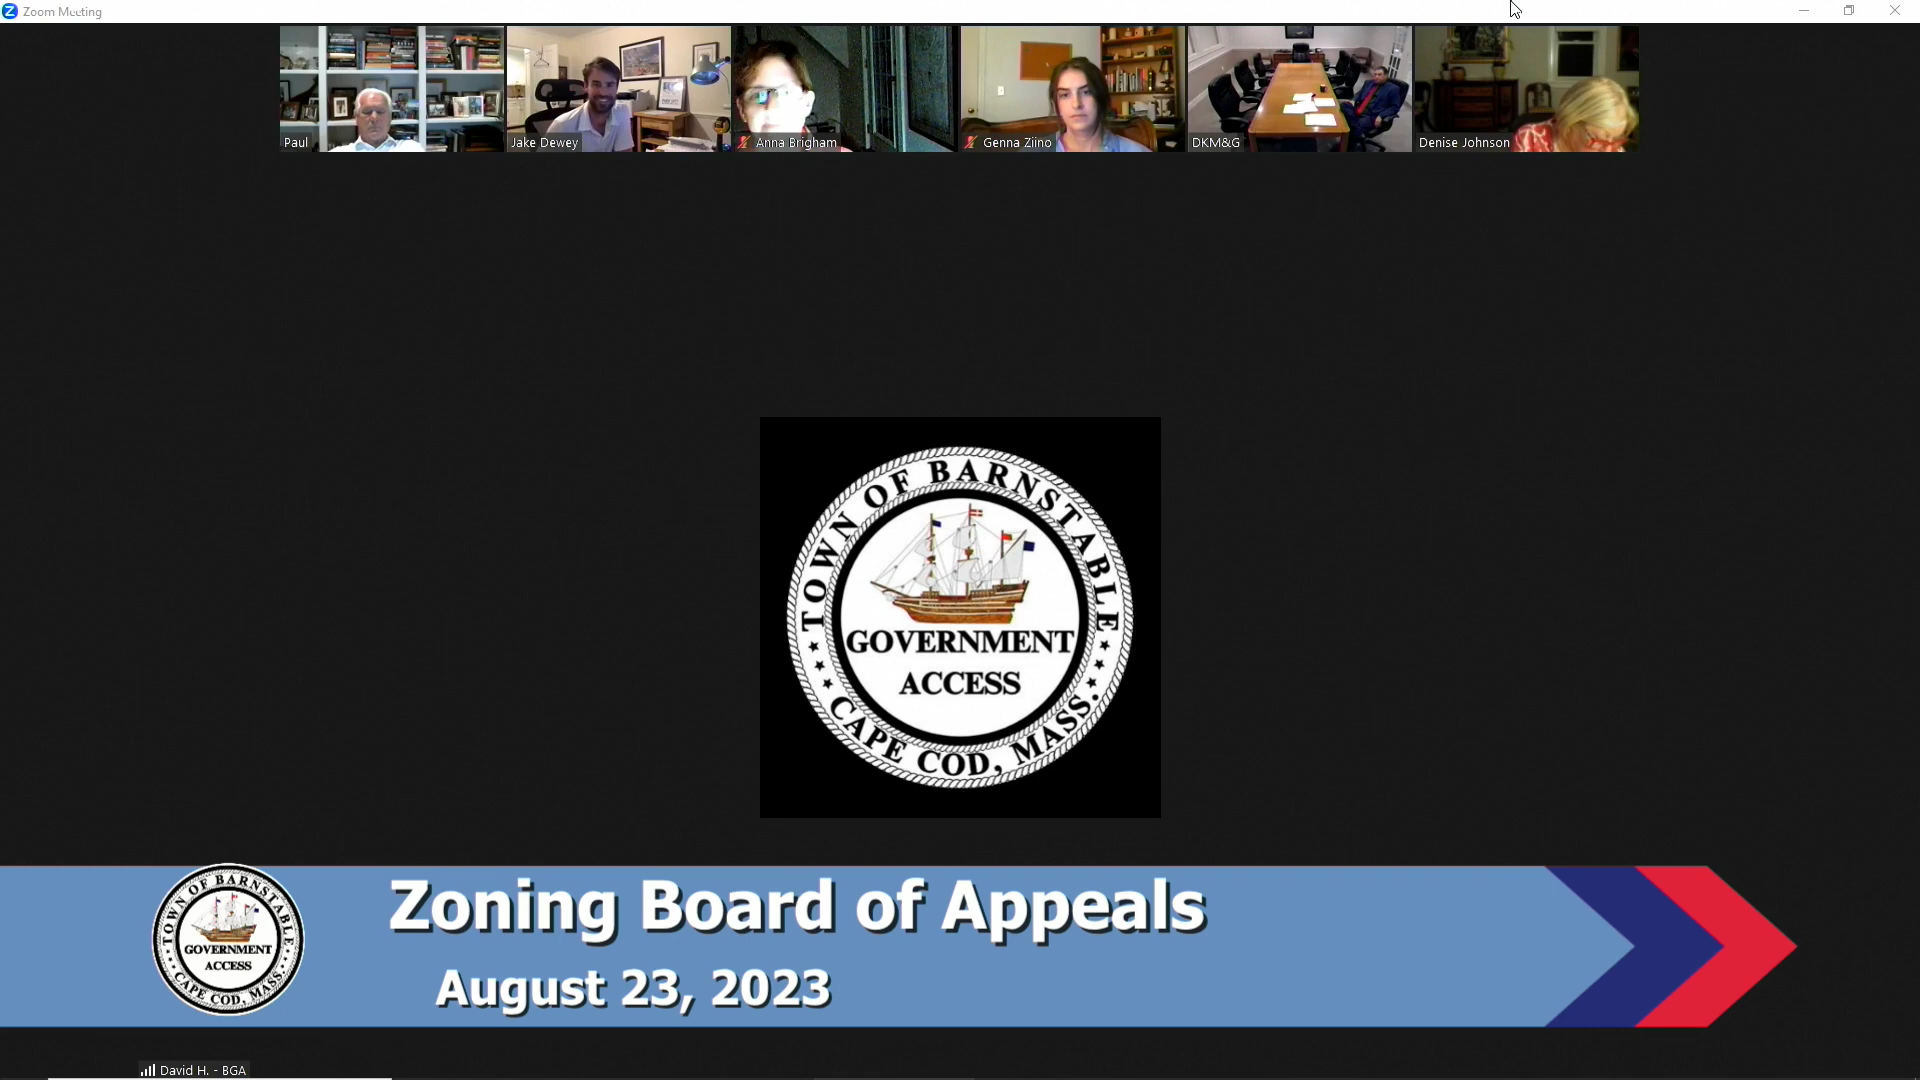 Zoom Meeting
Paul
Jake Dewey
Anna Brigham
Genna Ziino
DKM&G
Denise Johnson
TOWN OF BARNSTABLE
GOVERNMENT
ACCESS
CAPE COD, MASS.
TOWN OF BARNSTABLE
GOVERNMENT
ACCESS
CAPE COD, MASS.
Zoning Board of Appeals
August 23, 2023
David H. - BGA